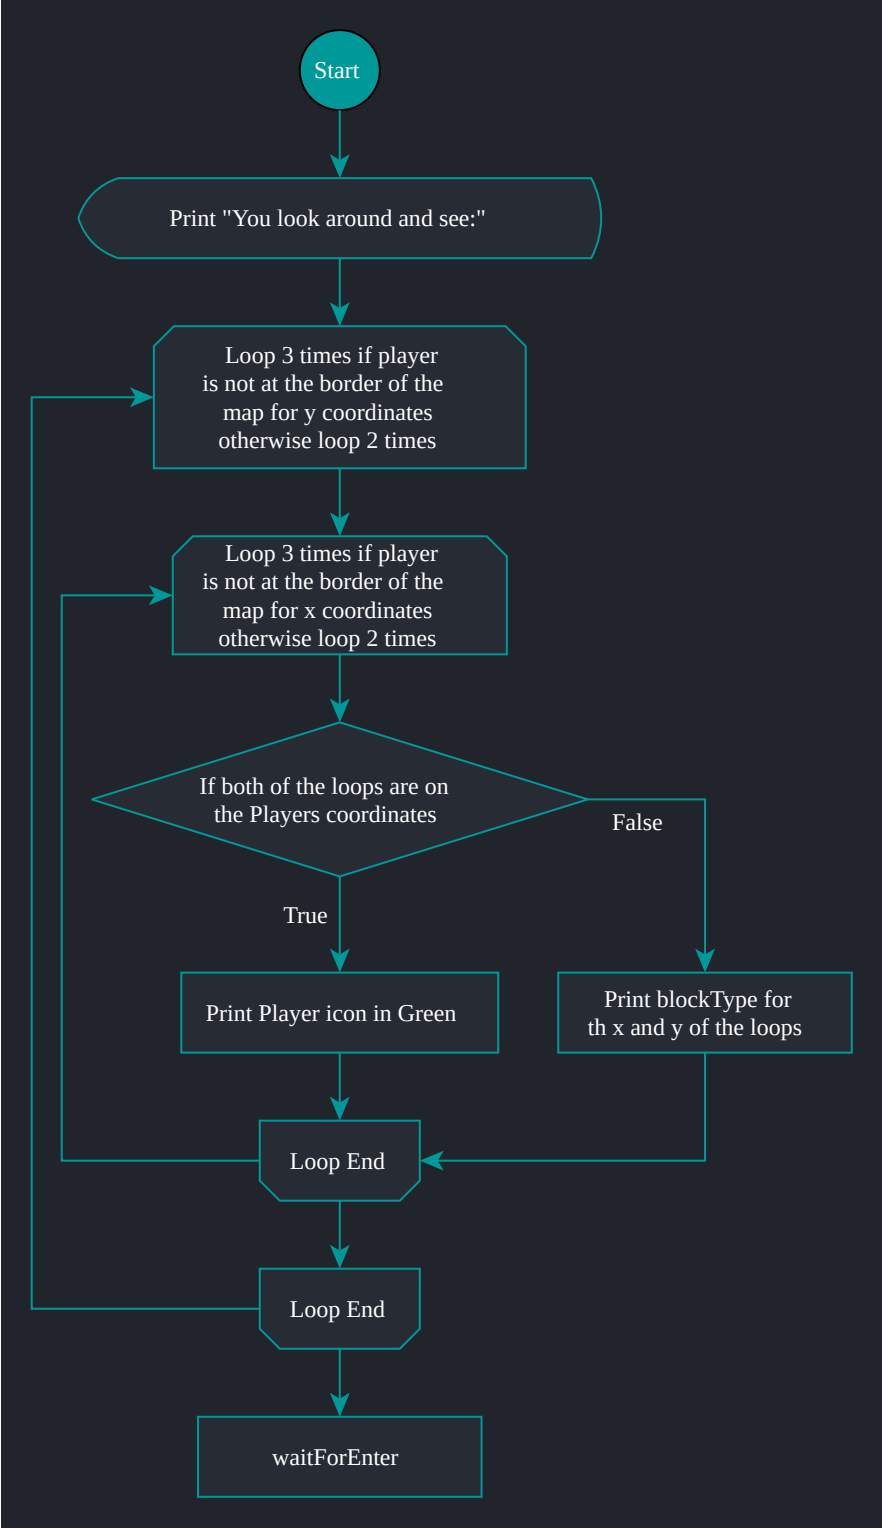 Start
Print "You look around and see:"
Loop 3 times if player
is not at the border of the
map for y coordinates
otherwise loop 2 times
Loop 3 times if player
is not at the border of the
map for x coordinates
otherwise loop 2 times
If both of the loops are on
the Players coordinates
False
True
Print Player icon in Green
Print blockType for
th x and y of the loops
Loop End
Loop End
waitForEnter